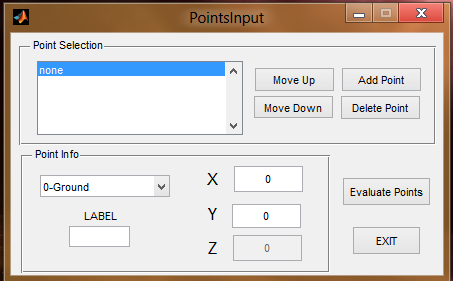 PointsInput
Point Selection
none
Move Up
Add Point
Move Down
Delete Point
Point Info
0-Ground
X
0
LABEL
Y
0
Z
0
Evaluate Points
EXIT